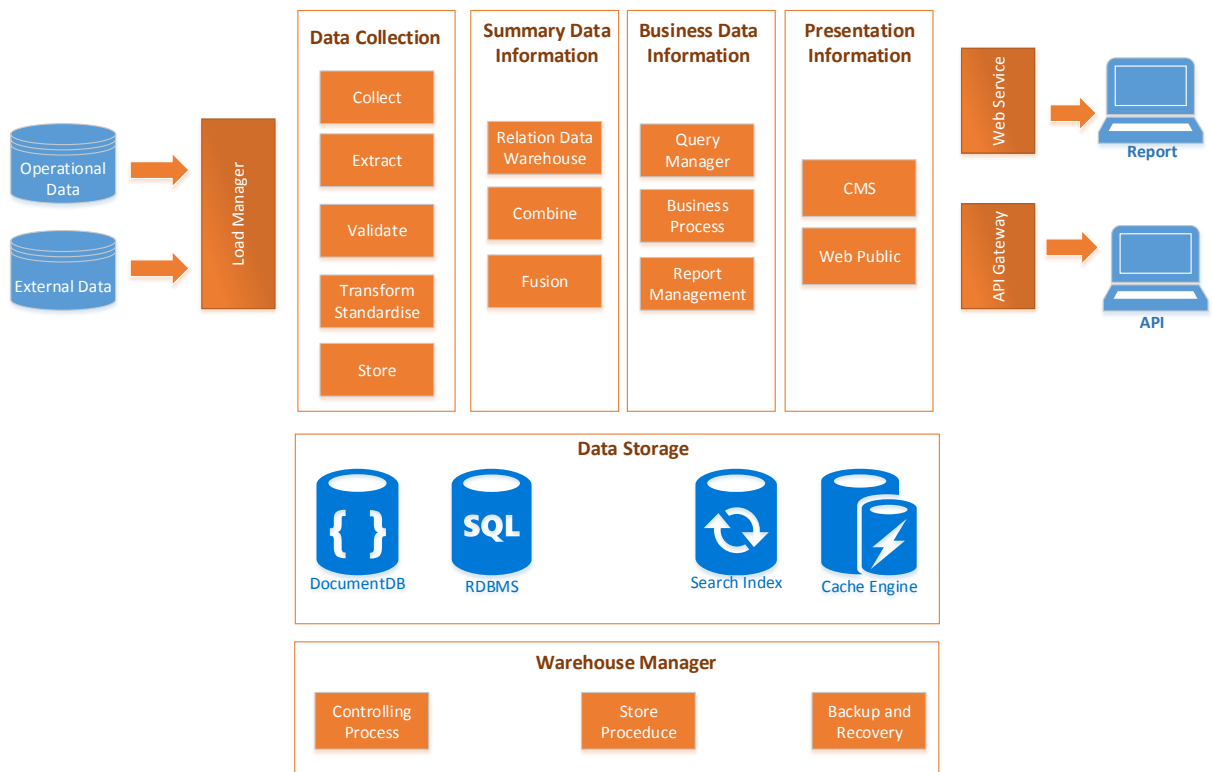 Data Collection
Collect
Extract
Validate
Transform
Standardise
Store
Summary Data
Information
Relation Data
Warehouse
Combine
Fusion
Business Data
Information
Query
Manager
Business
Process
Report
Management
Presentation
Information
CMS
Web Public
Operational
Data
External Data
Load Manager
Web Service
Report
API Gateway
API
Data Storage
{ }
DocumentDB
SQL
RDBMS
Search Index
Cache Engine
Warehouse Manager
Controlling
Process
Store
Proceduce
Backup and
Recovery